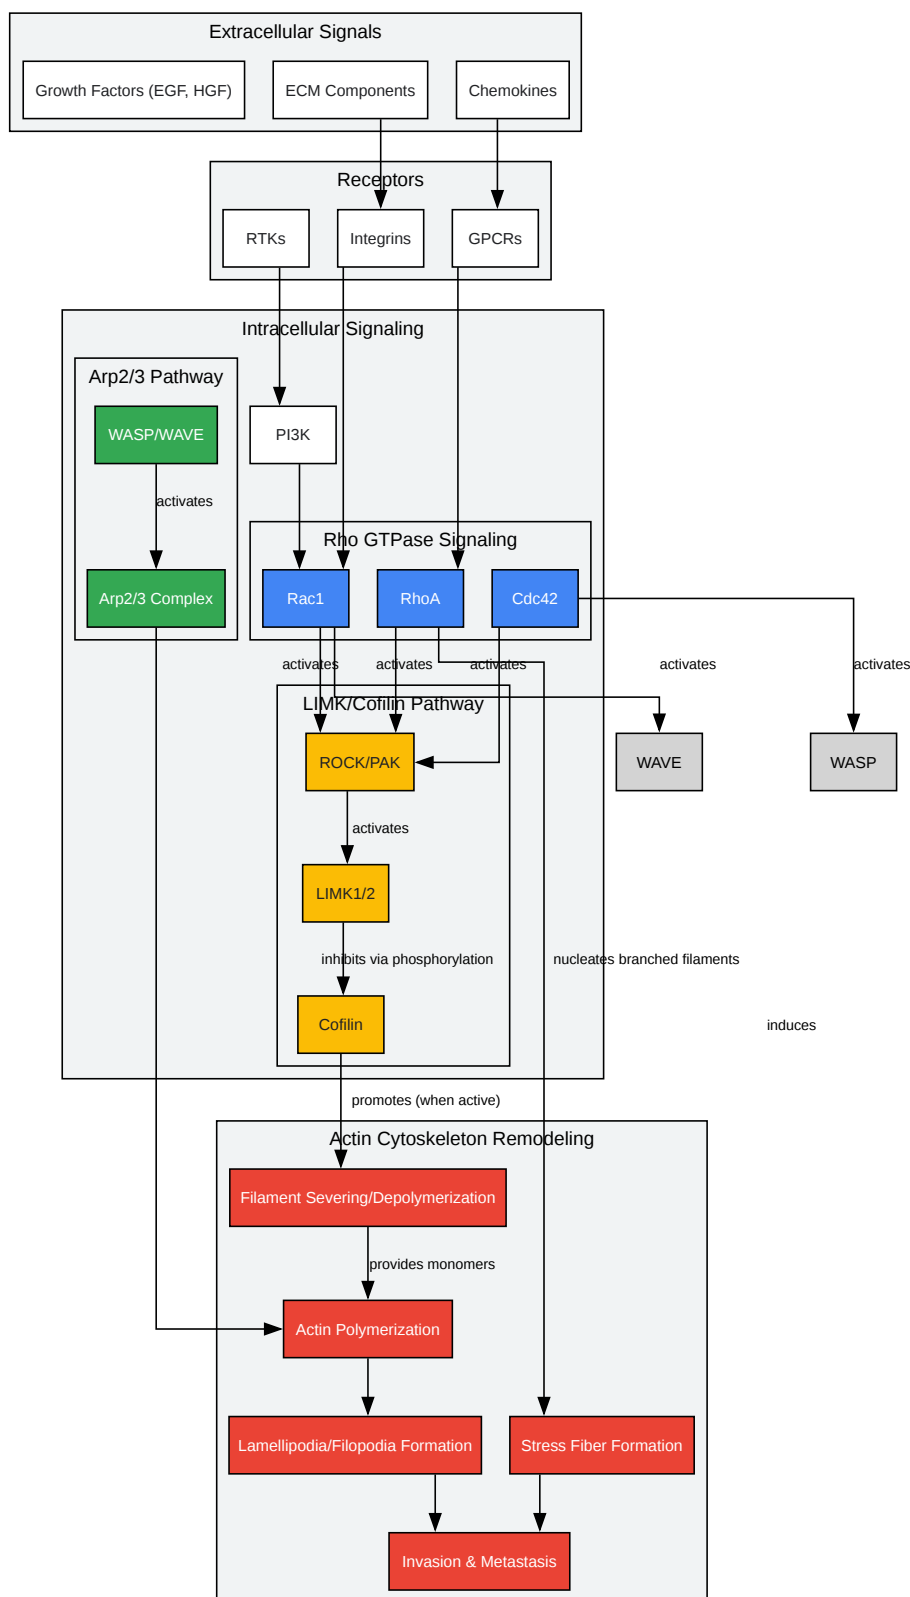 Extracellular Signals
Growth Factors (EGF, HGF)
ECM Components
Chemokines
Receptors
RTKs
Integrins
GPCRs
Intracellular Signaling
Arp2/3 Pathway
WASP/WAVE
PI3K
activates
Rho GTPase Signaling
Arp2/3 Complex
Rac1
RhoA
Cdc42
activates
activates
activates
activates
activates
LIMK/Cofilin Pathway
ROCK/PAK
WAVE
WASP
activates
LIMK1/2
inhibits via phosphorylation
nucleates branched filaments
Cofilin
induces
promotes (when active)
Actin Cytoskeleton Remodeling
Filament Severing/Depolymerization
provides monomers
Actin Polymerization
Lamellipodia/Filopodia Formation
Stress Fiber Formation
Invasion & Metastasis